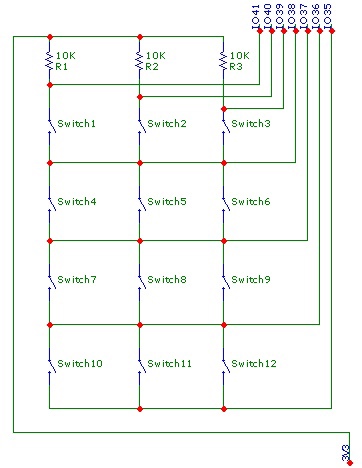 IO41
IO40
IO39
IO38
IO37
IO36
IO35
10K
R1
10K
R2
10K
R3
Switch1
Switch2
Switch3
Switch4
Switch5
Switch6
Switch7
Switch8
Switch9
Switch10
Switch11
Switch12
3V3